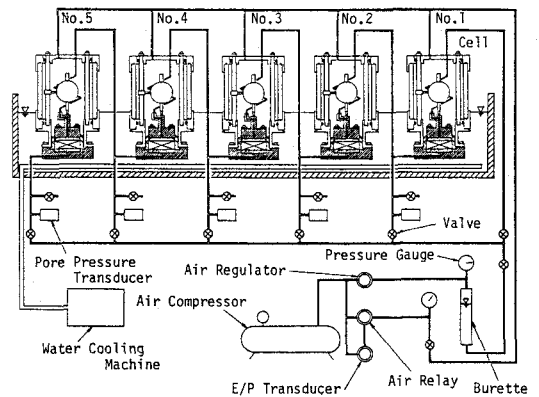 No.5
No.4
No.3
No.2
No.1
Cell
Valve
Pore Pressure
Transducer
Pressure Gauge
Air Regulator
Air Compressor
Water Cooling
Machine
E/P Transducer
Air Relay
Burette